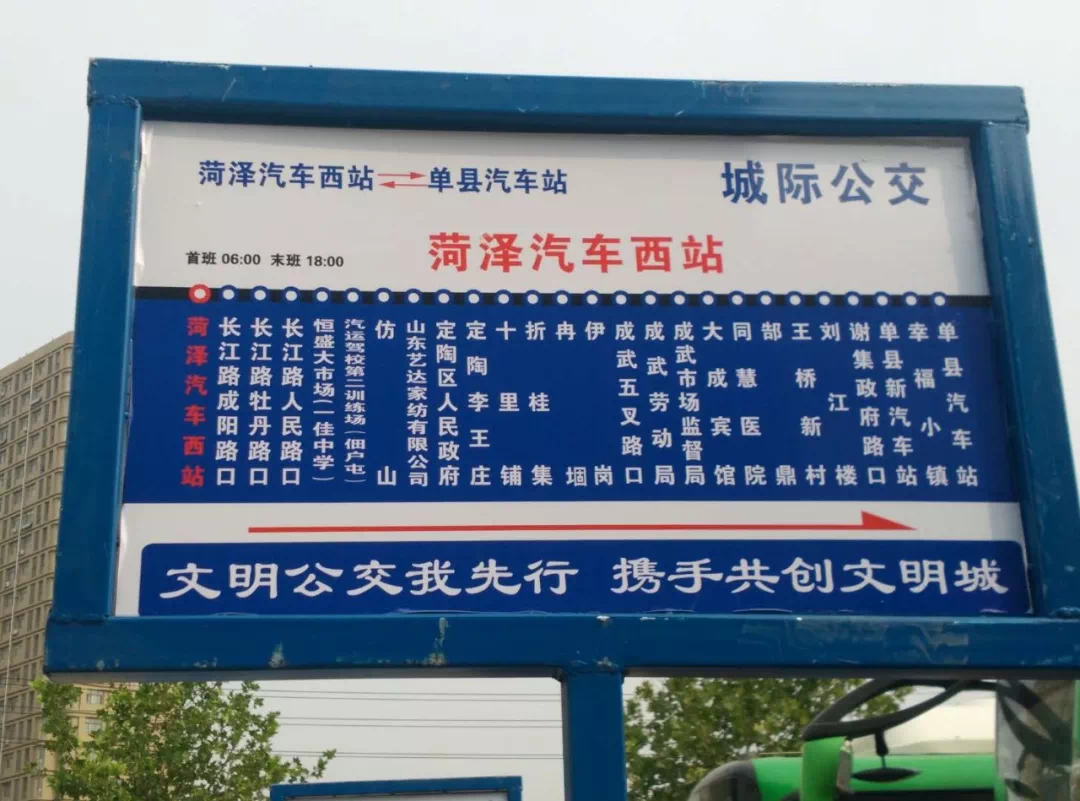 菏泽汽车西站⇌单县汽车站
城际公交
首班 06:00 末班 18:00
菏泽汽车西站
菏泽汽车西站
长江路成阳路口
长江路牡丹路口
长江路人民路口
恒盛大市场(一佳中学)
汽运驾校第二训练场(佃户屯)
仿山
山东艺达家纺有限公司
定陶区人民政府
定陶李王庄
十里铺
折桂集
冉堌
伊岗
成武五叉路口
成武劳动局
成武市场监督局
大成宾馆
同慧医院
郜鼎
王桥新村
刘江楼
谢集政府路口
单县新汽车站
幸福小镇
单县汽车站
文明公交我先行 携手共创文明城